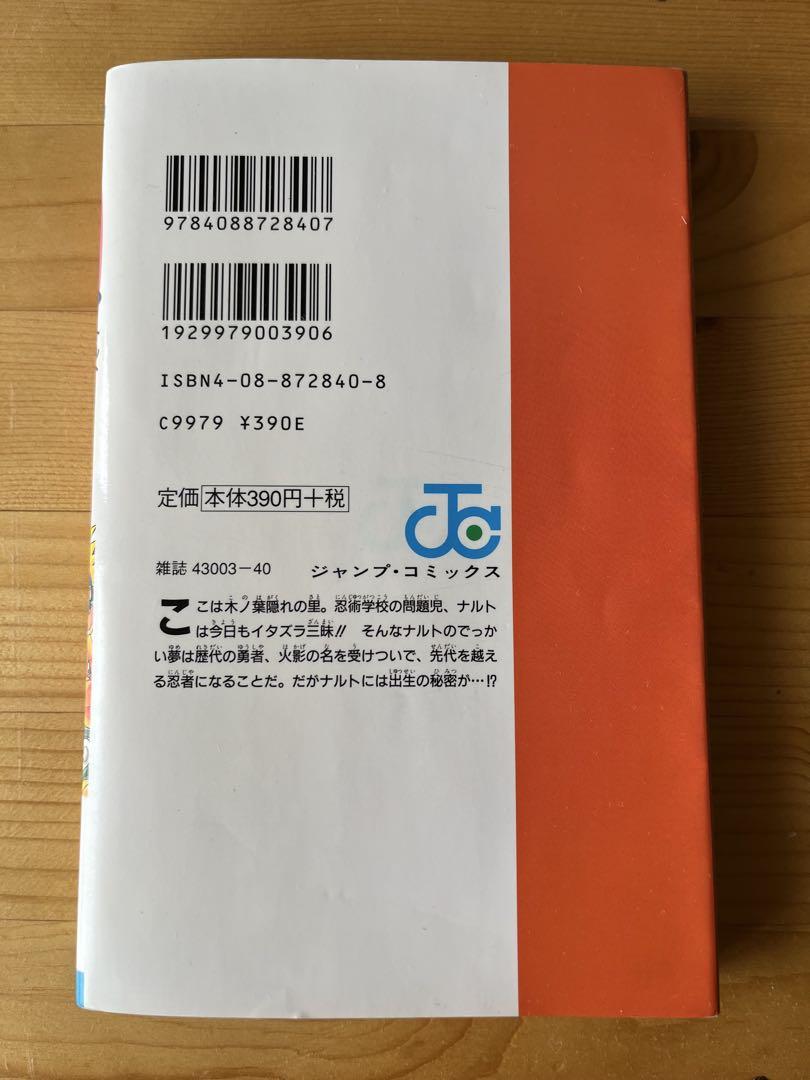 9784088728407
1929979003906
ISBN4-08-872840-8
C9979 ¥390E
定価 本体390円+税
雑誌 43003-40
ジャンプ・コミックス
ここは木ノ葉隠れの里。忍術学校の問題児、ナルト
は今日もイタズラ三昧!! そんなナルトのでっか
い夢は歴代の勇者、火影の名を受けついで、先代を越え
る忍者になることだ。だがナルトには出生の秘密が…!?